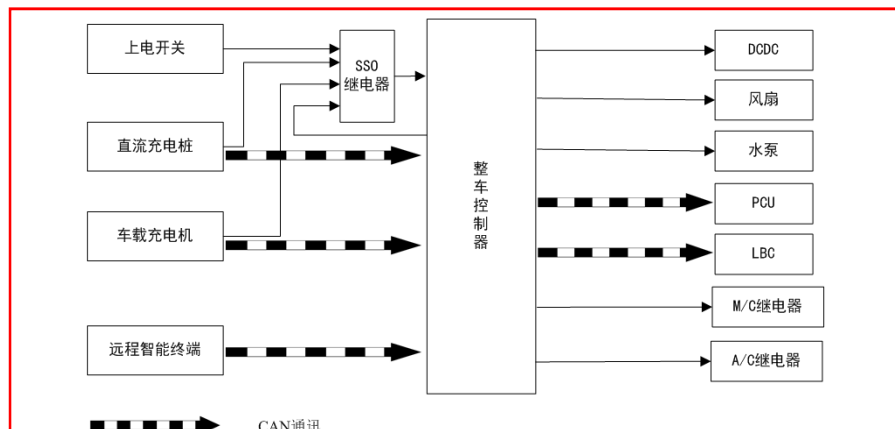 上电开关
SSO
继电器
直流充电桩
车载充电机
远程智能终端
整车控制器
DCDC
风扇
水泵
PCU
LBC
M/C继电器
A/C继电器
CAN通讯